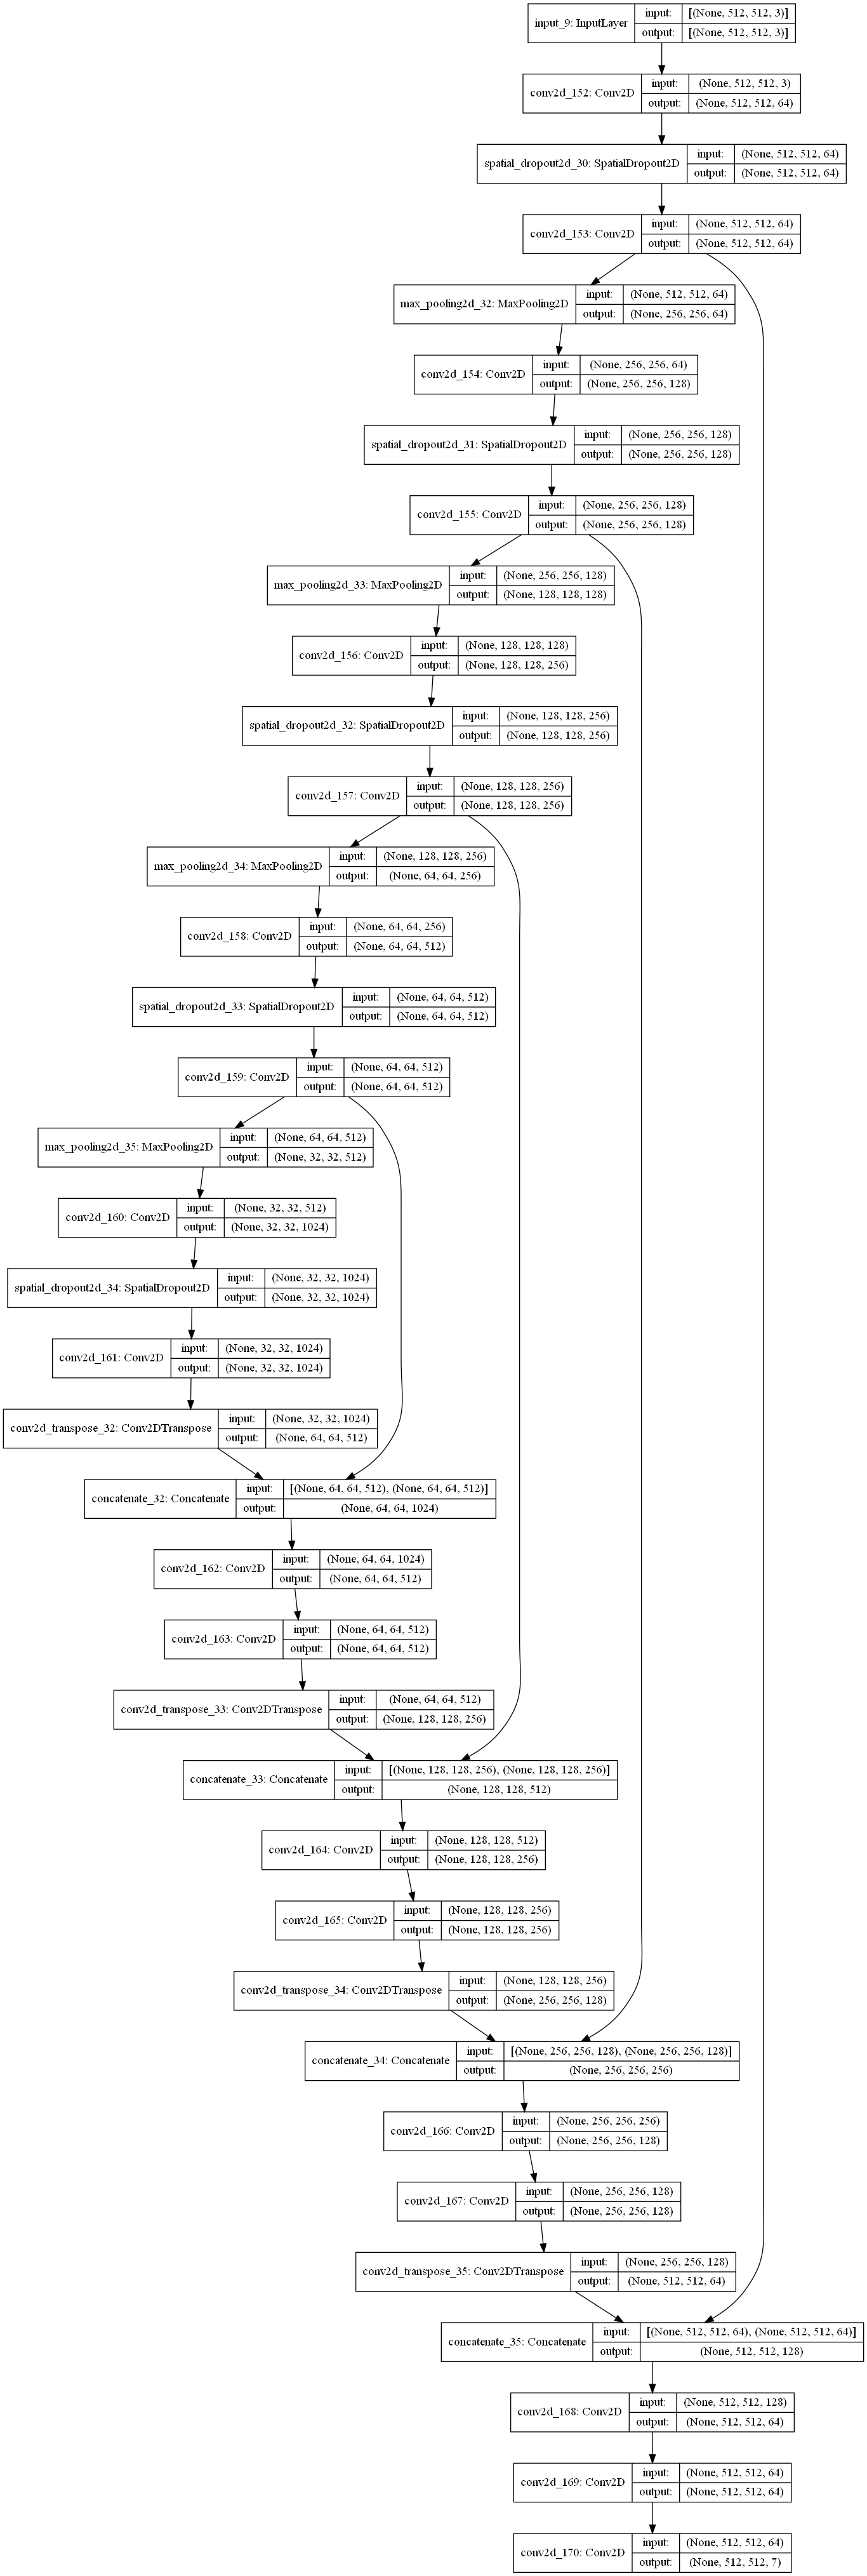 input_9: InputLayer
input: [(None, 512, 512, 3)]
output: [(None, 512, 512, 3)]
conv2d_152: Conv2D
input: (None, 512, 512, 3)
output: (None, 512, 512, 64)
spatial_dropout2d_30: SpatialDropout2D
input: (None, 512, 512, 64)
output: (None, 512, 512, 64)
conv2d_153: Conv2D
input: (None, 512, 512, 64)
output: (None, 512, 512, 64)
max_pooling2d_32: MaxPooling2D
input: (None, 512, 512, 64)
output: (None, 256, 256, 64)
conv2d_154: Conv2D
input: (None, 256, 256, 64)
output: (None, 256, 256, 128)
spatial_dropout2d_31: SpatialDropout2D
input: (None, 256, 256, 128)
output: (None, 256, 256, 128)
conv2d_155: Conv2D
input: (None, 256, 256, 128)
output: (None, 256, 256, 128)
max_pooling2d_33: MaxPooling2D
input: (None, 256, 256, 128)
output: (None, 128, 128, 128)
conv2d_156: Conv2D
input: (None, 128, 128, 128)
output: (None, 128, 128, 256)
spatial_dropout2d_32: SpatialDropout2D
input: (None, 128, 128, 256)
output: (None, 128, 128, 256)
conv2d_157: Conv2D
input: (None, 128, 128, 256)
output: (None, 128, 128, 256)
max_pooling2d_34: MaxPooling2D
input: (None, 128, 128, 256)
output: (None, 64, 64, 256)
conv2d_158: Conv2D
input: (None, 64, 64, 256)
output: (None, 64, 64, 512)
spatial_dropout2d_33: SpatialDropout2D
input: (None, 64, 64, 512)
output: (None, 64, 64, 512)
conv2d_159: Conv2D
input: (None, 64, 64, 512)
output: (None, 64, 64, 512)
max_pooling2d_35: MaxPooling2D
input: (None, 64, 64, 512)
output: (None, 32, 32, 512)
conv2d_160: Conv2D
input: (None, 32, 32, 512)
output: (None, 32, 32, 1024)
spatial_dropout2d_34: SpatialDropout2D
input: (None, 32, 32, 1024)
output: (None, 32, 32, 1024)
conv2d_161: Conv2D
input: (None, 32, 32, 1024)
output: (None, 32, 32, 1024)
conv2d_transpose_32: Conv2DTranspose
input: (None, 32, 32, 1024)
output: (None, 64, 64, 512)
concatenate_32: Concatenate
input: [(None, 64, 64, 512), (None, 64, 64, 512)]
output: (None, 64, 64, 1024)
conv2d_162: Conv2D
input: (None, 64, 64, 1024)
output: (None, 64, 64, 512)
conv2d_163: Conv2D
input: (None, 64, 64, 512)
output: (None, 64, 64, 512)
conv2d_transpose_33: Conv2DTranspose
input: (None, 64, 64, 512)
output: (None, 128, 128, 256)
concatenate_33: Concatenate
input: [(None, 128, 128, 256), (None, 128, 128, 256)]
output: (None, 128, 128, 512)
conv2d_164: Conv2D
input: (None, 128, 128, 512)
output: (None, 128, 128, 256)
conv2d_165: Conv2D
input: (None, 128, 128, 256)
output: (None, 128, 128, 256)
conv2d_transpose_34: Conv2DTranspose
input: (None, 128, 128, 256)
output: (None, 256, 256, 128)
concatenate_34: Concatenate
input: [(None, 256, 256, 128), (None, 256, 256, 128)]
output: (None, 256, 256, 256)
conv2d_166: Conv2D
input: (None, 256, 256, 256)
output: (None, 256, 256, 128)
conv2d_167: Conv2D
input: (None, 256, 256, 128)
output: (None, 256, 256, 128)
conv2d_transpose_35: Conv2DTranspose
input: (None, 256, 256, 128)
output: (None, 512, 512, 64)
concatenate_35: Concatenate
input: [(None, 512, 512, 64), (None, 512, 512, 64)]
output: (None, 512, 512, 128)
conv2d_168: Conv2D
input: (None, 512, 512, 128)
output: (None, 512, 512, 64)
conv2d_169: Conv2D
input: (None, 512, 512, 64)
output: (None, 512, 512, 64)
conv2d_170: Conv2D
input: (None, 512, 512, 64)
output: (None, 512, 512, 7)